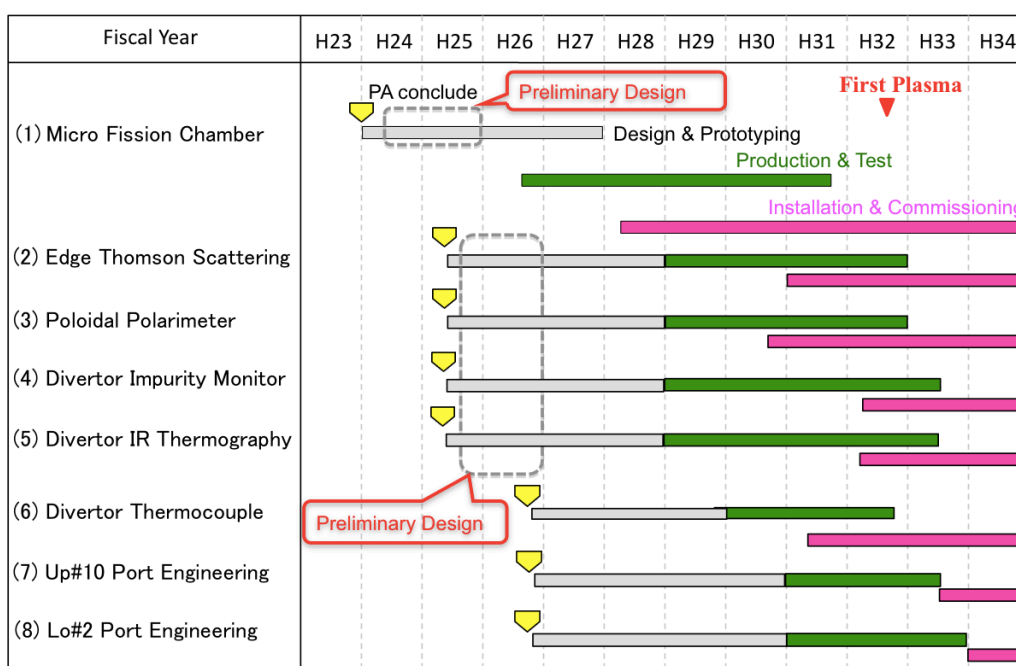 Fiscal Year H23 H24 H25 H26 H27 H28 H29 H30 H31 H32 H33 H34
First Plasma
PA conclude
Preliminary Design
(1) Micro Fission Chamber
Design & Prototyping
Production & Test
Installation & Commissioning
(2) Edge Thomson Scattering
(3) Poloidal Polarimeter
(4) Divertor Impurity Monitor
(5) Divertor IR Thermography
(6) Divertor Thermocouple
Preliminary Design
(7) Up#10 Port Engineering
(8) Lo#2 Port Engineering